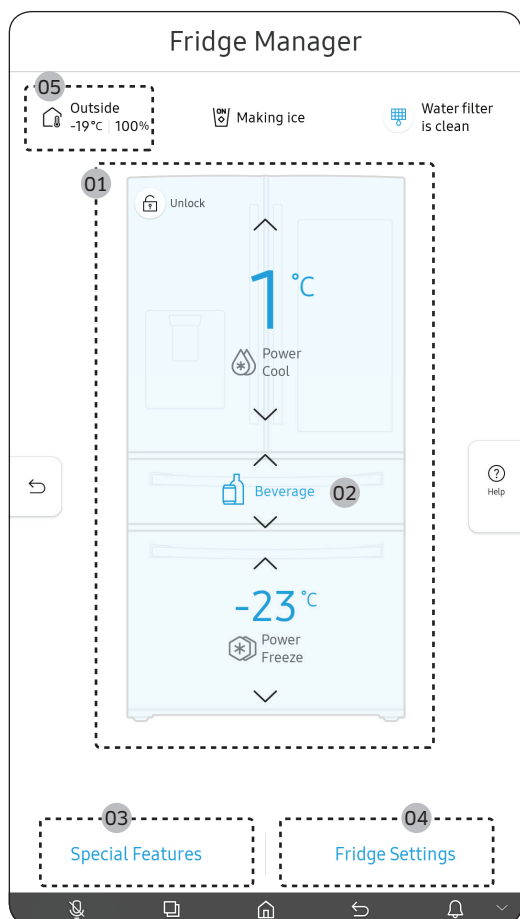 Fridge Manager
05
Outside
-19°C | 100%
ON
Making ice
Water filter
is clean
01
Unlock
1 °C
Power
Cool
Beverage
02
?
Help
-23 °C
Power
Freeze
03
04
Special Features
Fridge Settings